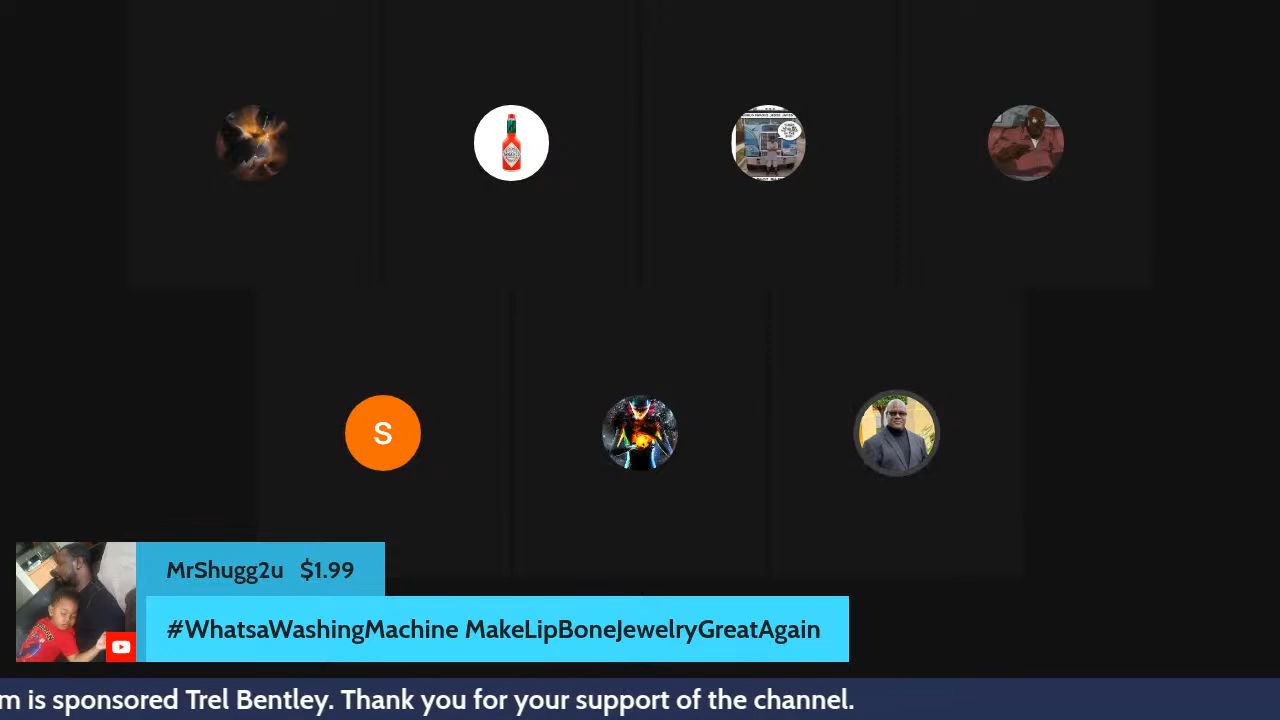 S
MrShugg2u $1.99
#WhatsaWashingMachine MakeLipBoneJewelryGreatAgain
m is sponsored Trel Bentley. Thank you for your support of the channel.